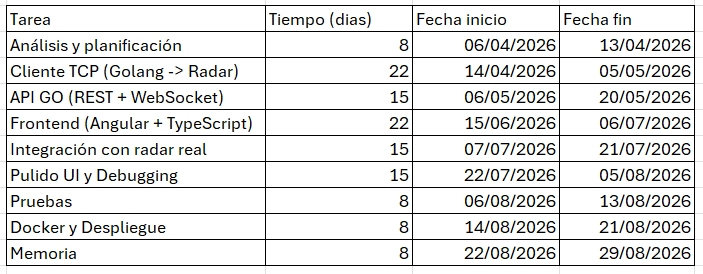 Tarea Tiempo (dias) Fecha inicio Fecha fin
Análisis y planificación 8 06/04/2026 13/04/2026
Cliente TCP (Golang -> Radar) 22 14/04/2026 05/05/2026
API GO (REST + WebSocket) 15 06/05/2026 20/05/2026
Frontend (Angular + TypeScript) 22 15/06/2026 06/07/2026
Integración con radar real 15 07/07/2026 21/07/2026
Pulido UI y Debugging 15 22/07/2026 05/08/2026
Pruebas 8 06/08/2026 13/08/2026
Docker y Despliegue 8 14/08/2026 21/08/2026
Memoria 8 22/08/2026 29/08/2026